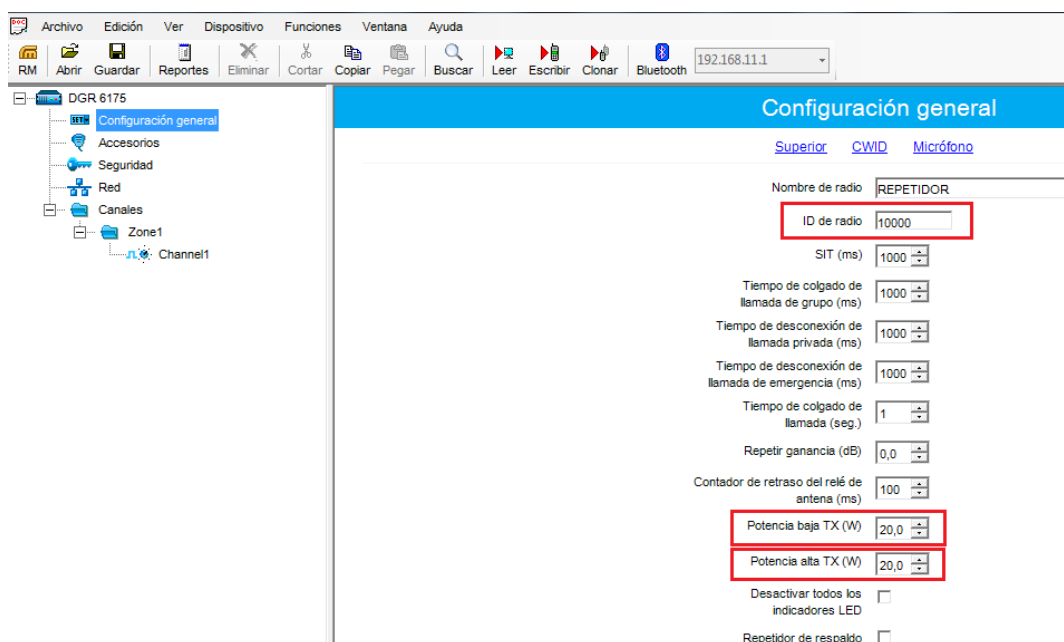 Archivo Edición Ver Dispositivo Funciones Ventana Ayuda
RM Abrir Guardar Reportes Eliminar Cortar Copiar Pegar Buscar Leer Escribir Clonar Bluetooth 192.168.11.1
DGR 6175
Configuración general
Accesorios
Seguridad
Red
Canales
Zone1
Channel1
Configuración general
Superior CWID Micrófono
Nombre de radio REPETIDOR
ID de radio 10000
SIT (ms) 1000
Tiempo de colgado de
llamada de grupo (ms) 1000
Tiempo de desconexión de
llamada privada (ms) 1000
Tiempo de desconexión de
llamada de emergencia (ms) 1000
Tiempo de colgado de
llamada (seg.) 1
Repetir ganancia (dB) 0,0
Contador de retraso del relé de
antena (ms) 100
Potencia baja TX (W) 20,0
Potencia alta TX (W) 20,0
Desactivar todos los
indicadores LED
Repetidor de respaldo